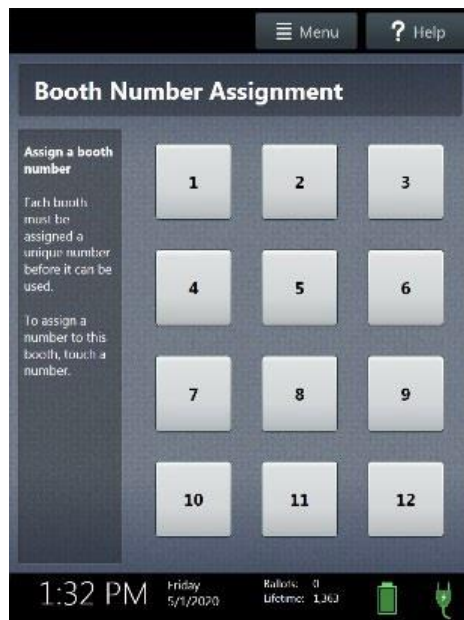 Menu
? Help
Booth Number Assignment
Assign a booth
number
Each booth
must be
assigned a
unique number
before it can be
used.
To assign a
number to this
booth, touch a
number.
1 2 3
4 5 6
7 8 9
10 11 12
1:32 PM
Friday
5/1/2020
Ballots: 0
Lifetime: 1,363